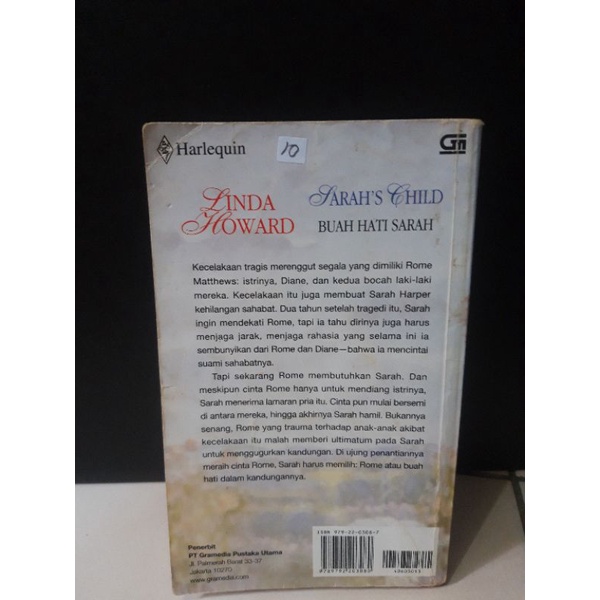 Harlequin
10
GM
LINDA
HOWARD
SARAH'S CHILD
BUAH HATI SARAH
Kecelakaan tragis merenggut segala yang dimiliki Rome
Matthews: istrinya, Diane, dan kedua bocah laki-laki
mereka. Kecelakaan itu juga membuat Sarah Harper
kehilangan sahabat. Dua tahun setelah tragedi itu, Sarah
ingin mendekati Rome, tapi ia tahu dirinya juga harus
menjaga jarak, menjaga rahasia yang selama ini ia
sembunyikan dari Rome dan Diane—bahwa ia mencintai
suami sahabatnya.
Tapi sekarang Rome membutuhkan Sarah. Dan
meskipun cinta Rome hanya untuk mendiang istrinya,
Sarah menerima lamaran pria itu. Cinta pun mulai bersemi
di antara mereka, hingga akhirnya Sarah hamil. Bukannya
senang, Rome yang trauma terhadap anak-anak akibat
kecelakaan itu malah memberi ultimatum pada Sarah
untuk menggugurkan kandungan. Di ujung penantiannya
meraih cinta Rome, Sarah harus memilih: Rome atau buah
hati dalam kandungannya.
Penerbit
PT Gramedia Pustaka Utama
Jl. Palmerah Barat 33-37
Jakarta 10270
www.gramedia.com
ISBN